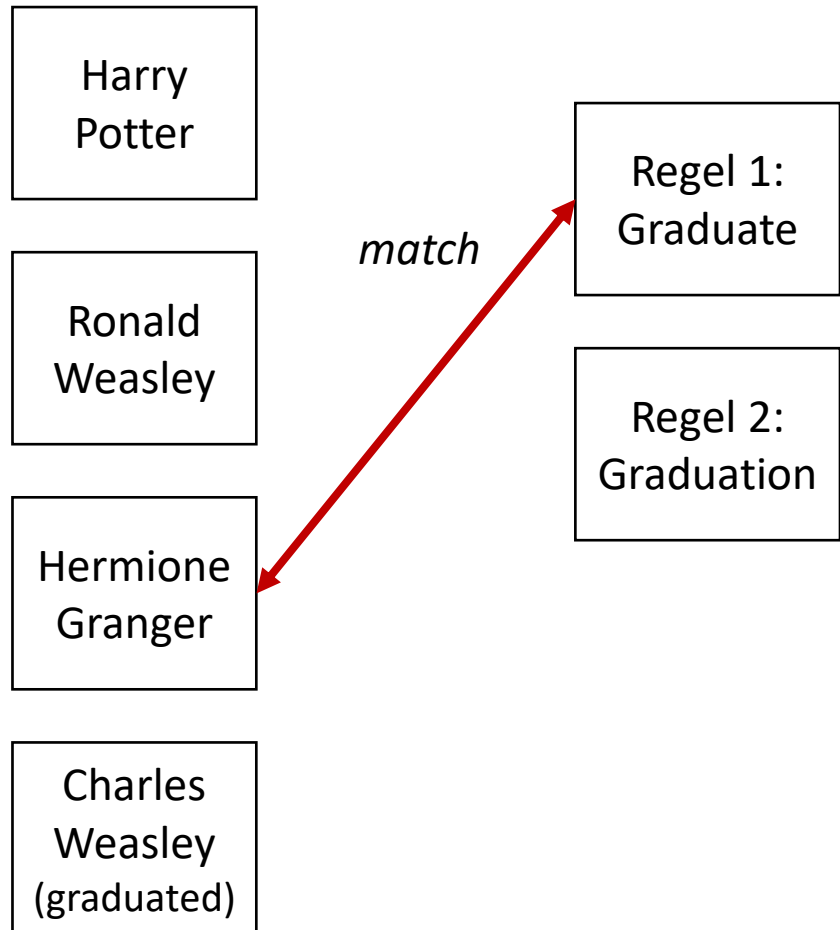 Harry
Potter
Ronald
Weasley
Hermione
Granger
Charles
Weasley
(graduated)
match
Regel 1:
Graduate
Regel 2:
Graduation